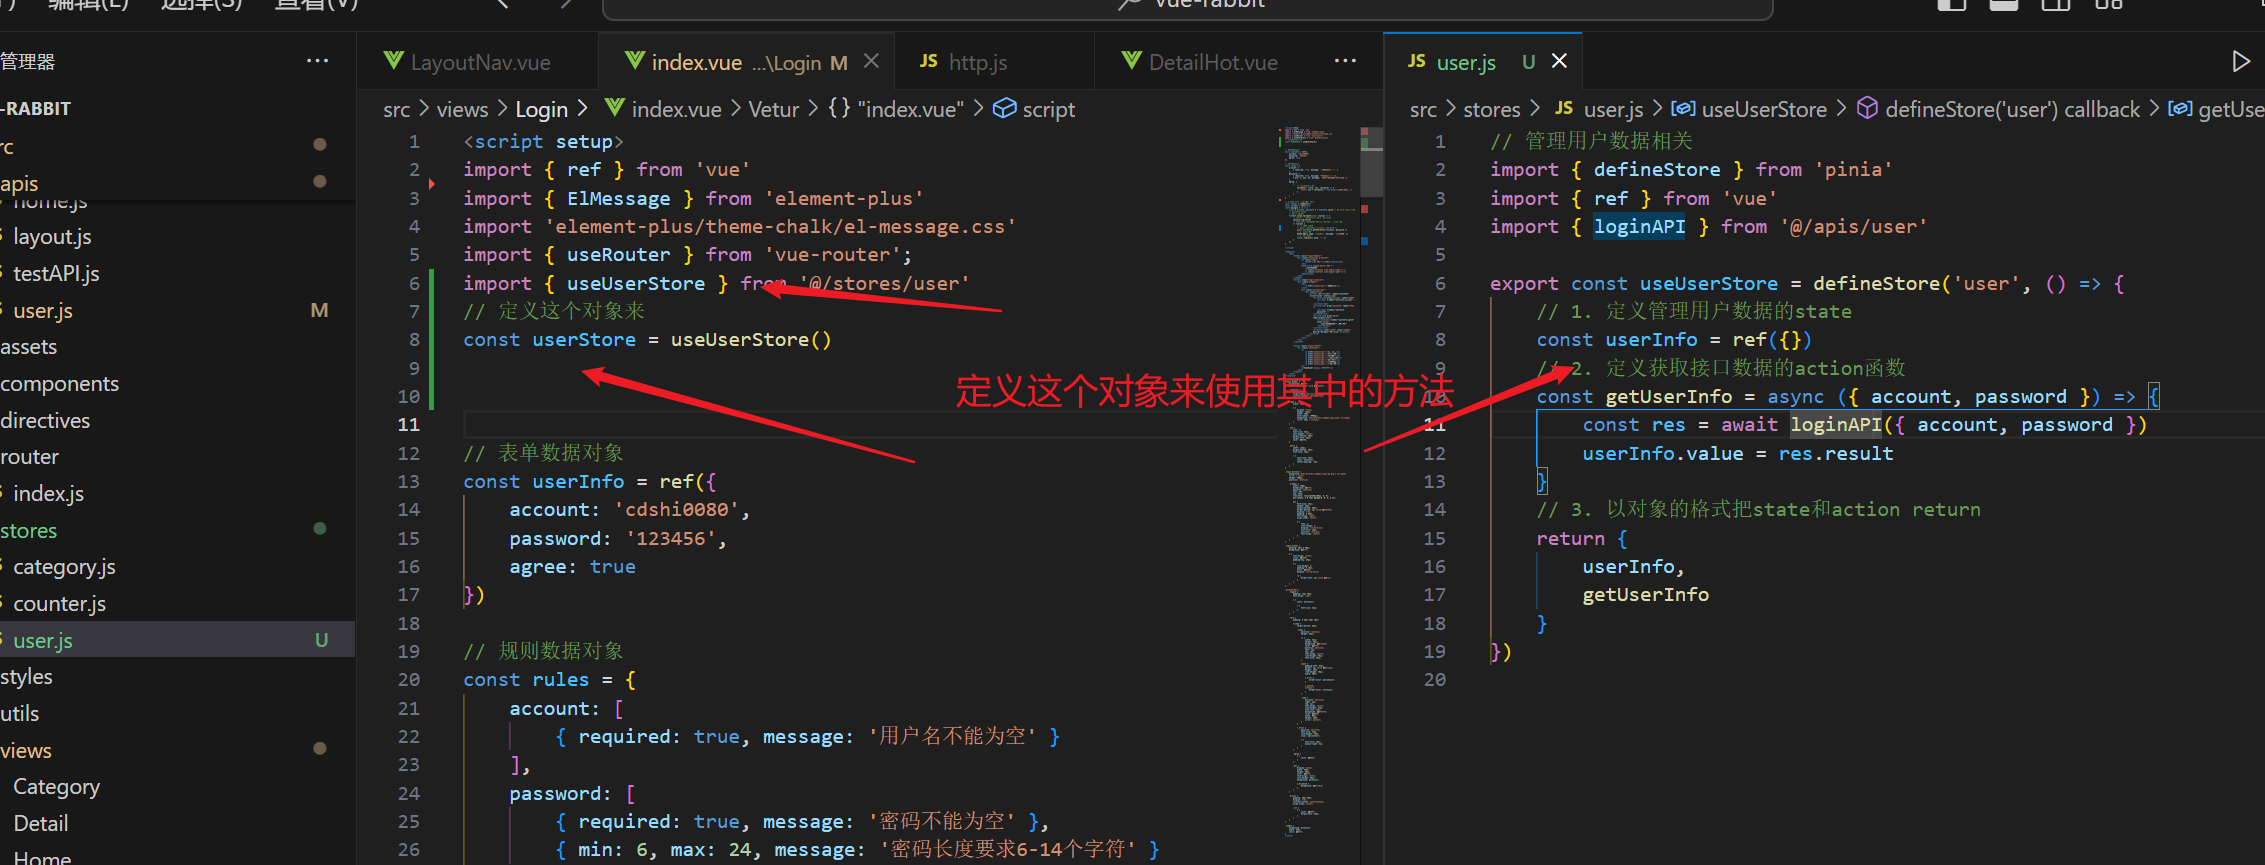 编辑(E) 选择(S) 查看(V)
vue-rabbit
管理器 ···
-RABBIT
rc
apis
home.js
layout.js
testAPI.js
user.js M
assets
components
directives
router
index.js
stores
category.js
counter.js
user.js U
styles
utils
views
Category
Detail
Home
LayoutNav.vue index.vue ...\Login M http.js DetailHot.vue ···
src > views > Login > index.vue > Vetur > {} "index.vue" > script
1 <script setup>
2 import { ref } from 'vue'
3 import { ElMessage } from 'element-plus'
4 import 'element-plus/theme-chalk/el-message.css'
5 import { useRouter } from 'vue-router';
6 import { useUserStore } from '@/stores/user'
7 // 定义这个对象来
8 const userStore = useUserStore()
9
10
11
12 // 表单数据对象
13 const userInfo = ref({
14 account: 'cdshi0080',
15 password: '123456',
16 agree: true
17 })
18
19 // 规则数据对象
20 const rules = {
21 account: [
22 { required: true, message: '用户名不能为空' }
23 ],
24 password: [
25 { required: true, message: '密码不能为空' },
26 { min: 6, max: 24, message: '密码长度要求6-14个字符' }
定义这个对象来使用其中的方法
JS user.js U
src > stores > JS user.js > useUserStore > defineStore('user') callback > getUse
1 // 管理用户数据相关
2 import { defineStore } from 'pinia'
3 import { ref } from 'vue'
4 import { loginAPI } from '@/apis/user'
5
6 export const useUserStore = defineStore('user', () => {
7 // 1. 定义管理用户数据的state
8 const userInfo = ref({})
9 // 2. 定义获取接口数据的action函数
10 const getUserInfo = async ({ account, password }) => {
11 const res = await loginAPI({ account, password })
12 userInfo.value = res.result
13 }
14 // 3. 以对象的格式把state和action return
15 return {
16 userInfo,
17 getUserInfo
18 }
19 })
20